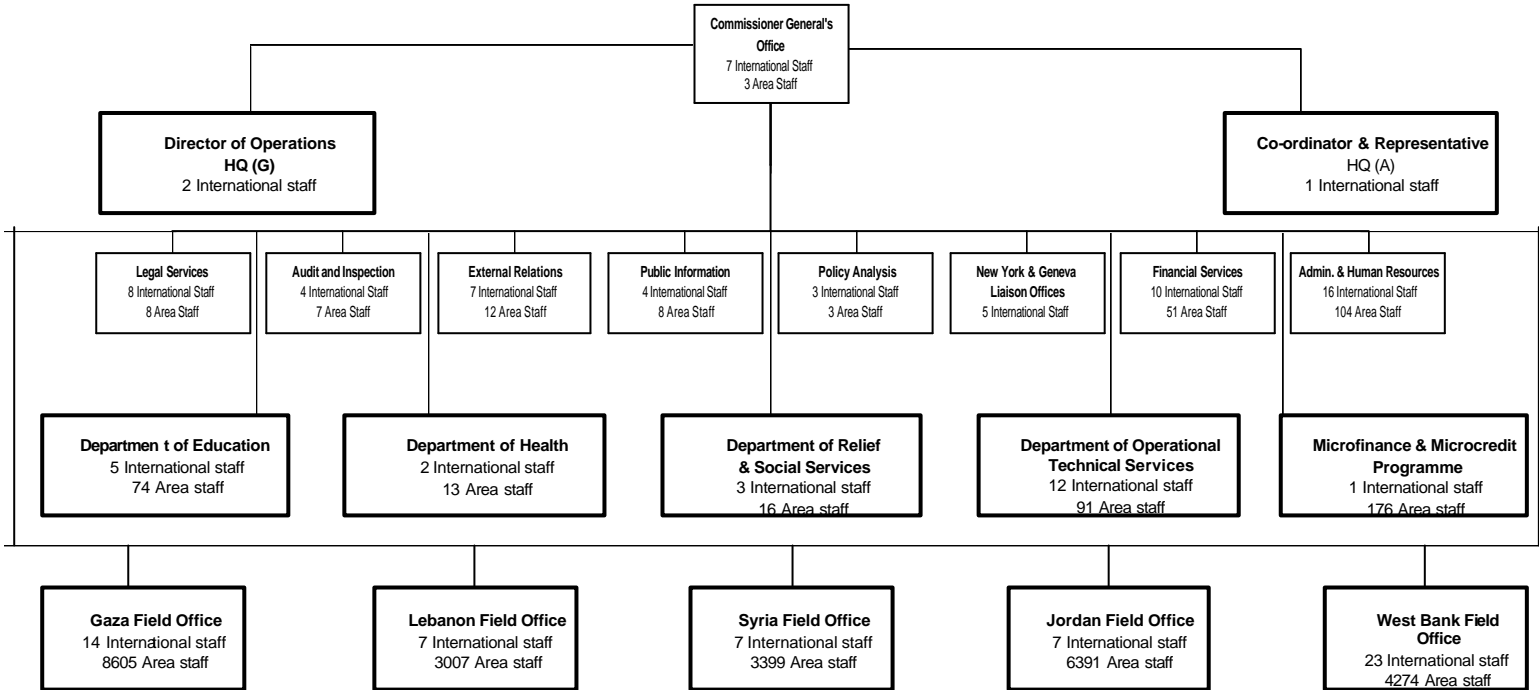 Commissioner General's
Office
7 International Staff
3 Area Staff
Director of Operations
HQ (G)
2 International staff
Co-ordinator & Representative
HQ (A)
1 International staff
Legal Services
8 International Staff
8 Area Staff
Audit and Inspection
4 International Staff
7 Area Staff
External Relations
7 International Staff
12 Area Staff
Public Information
4 International Staff
8 Area Staff
Policy Analysis
3 International Staff
3 Area Staff
New York & Geneva
Liaison Offices
5 International Staff
Financial Services
10 International Staff
51 Area Staff
Admin. & Human Resources
16 International Staff
104 Area Staff
Departmen t of Education
5 International staff
74 Area staff
Department of Health
2 International staff
13 Area staff
Department of Relief
& Social Services
3 International staff
16 Area staff
Department of Operational
Technical Services
12 International staff
91 Area staff
Microfinance & Microcredit
Programme
1 International staff
176 Area staff
Gaza Field Office
14 International staff
8605 Area staff
Lebanon Field Office
7 International staff
3007 Area staff
Syria Field Office
7 International staff
3399 Area staff
Jordan Field Office
7 International staff
6391 Area staff
West Bank Field
Office
23 International staff
4274 Area staff